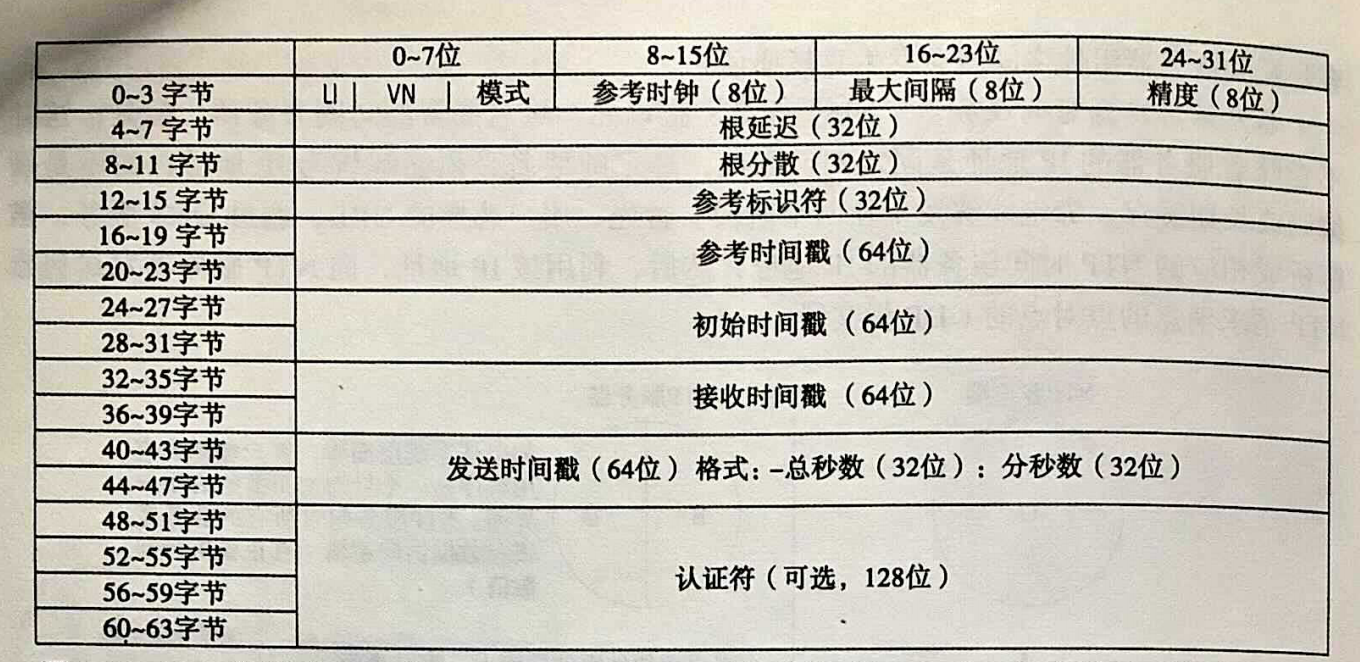 0~7位 8~15位 16~23位 24~31位
0~3 字节 LI | VN | 模式 参考时钟（8位） 最大间隔（8位） 精度（8位）
4~7 字节 根延迟（32位）
8~11 字节 根分散（32位）
12~15 字节 参考标识符（32位）
16~19 字节
参考时间戳（64位）
20~23字节
24~27字节
初始时间戳（64位）
28~31字节
32~35字节
接收时间戳（64位）
36~39字节
40~43字节
发送时间戳（64位）格式：-总秒数（32位）：分秒数（32位）
44~47字节
48~51字节
52~55字节
认证符（可选，128位）
56~59字节
60~63字节